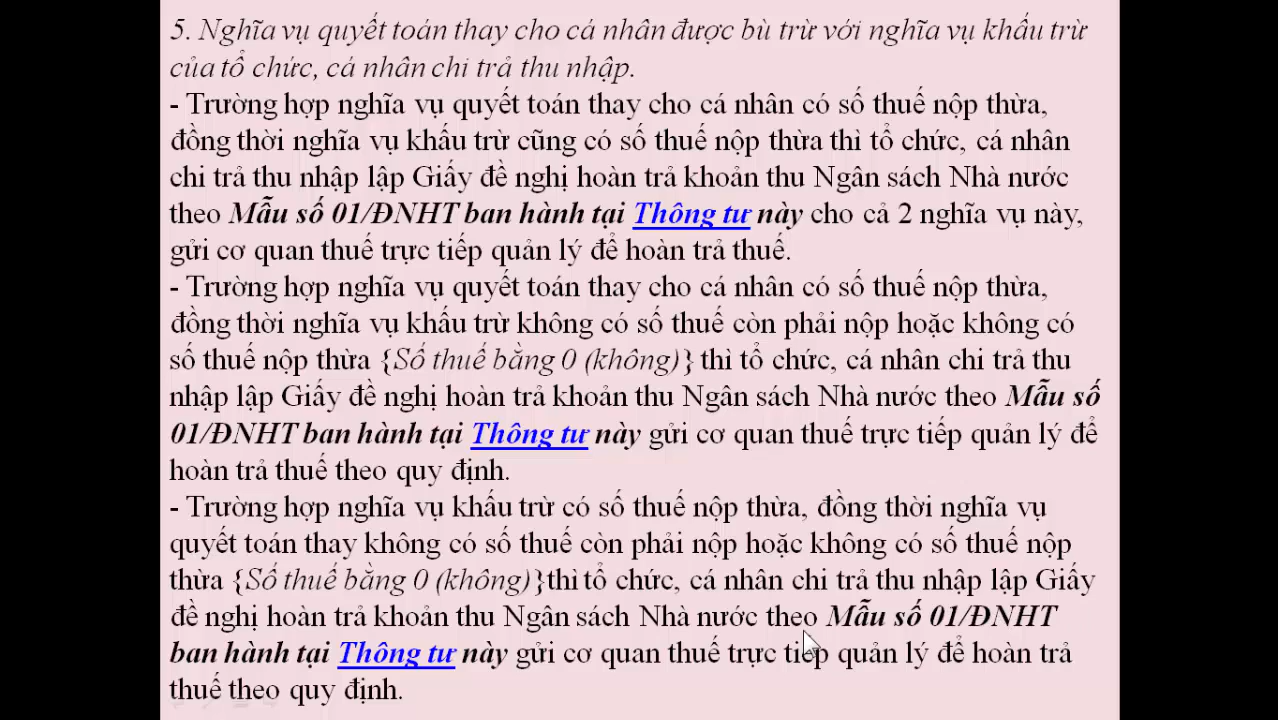 5. Nghĩa vụ quyết toán thay cho cá nhân được bù trừ với nghĩa vụ khấu trừ
của tổ chức, cá nhân chi trả thu nhập.
- Trường hợp nghĩa vụ quyết toán thay cho cá nhân có số thuế nộp thừa,
đồng thời nghĩa vụ khấu trừ cũng có số thuế nộp thừa thì tổ chức, cá nhân
chi trả thu nhập lập Giấy đề nghị hoàn trả khoản thu Ngân sách Nhà nước
theo Mẫu số 01/ĐNHT ban hành tại Thông tư này cho cả 2 nghĩa vụ này,
gửi cơ quan thuế trực tiếp quản lý để hoàn trả thuế.
- Trường hợp nghĩa vụ quyết toán thay cho cá nhân có số thuế nộp thừa,
đồng thời nghĩa vụ khấu trừ không có số thuế còn phải nộp hoặc không có
số thuế nộp thừa {Số thuế bằng 0 (không)} thì tổ chức, cá nhân chi trả thu
nhập lập Giấy đề nghị hoàn trả khoản thu Ngân sách Nhà nước theo Mẫu số
01/ĐNHT ban hành tại Thông tư này gửi cơ quan thuế trực tiếp quản lý để
hoàn trả thuế theo quy định.
- Trường hợp nghĩa vụ khấu trừ có số thuế nộp thừa, đồng thời nghĩa vụ
quyết toán thay không có số thuế còn phải nộp hoặc không có số thuế nộp
thừa {Số thuế bằng 0 (không)}thì tổ chức, cá nhân chi trả thu nhập lập Giấy
đề nghị hoàn trả khoản thu Ngân sách Nhà nước theo Mẫu số 01/ĐNHT
ban hành tại Thông tư này gửi cơ quan thuế trực tiếp quản lý để hoàn trả
thuế theo quy định.